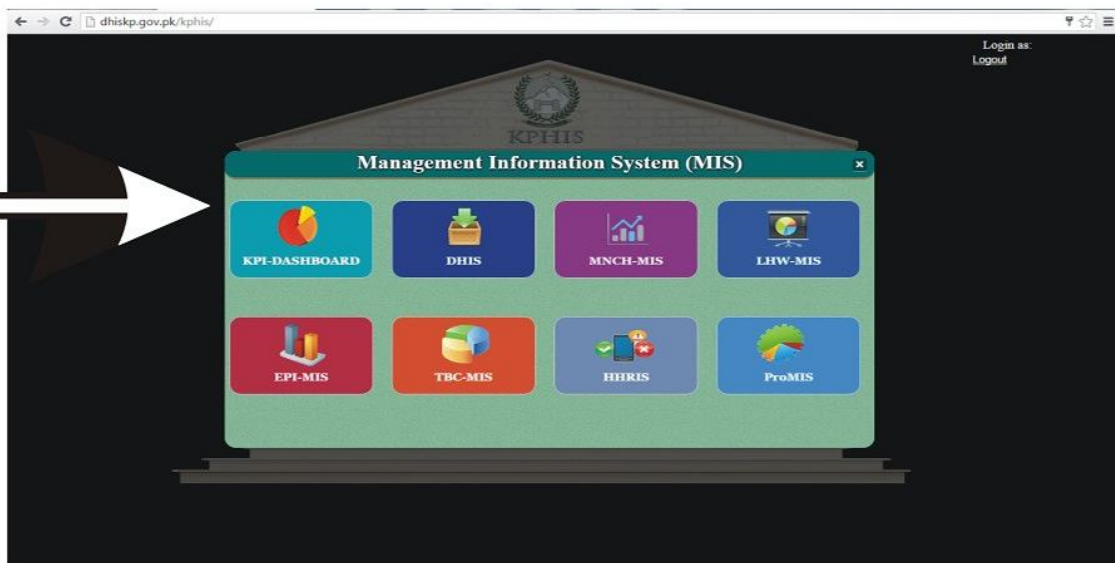 dhiskp.gov.pk/kphis/
Login as:
Logout
KPHIS
Management Information System (MIS)
KPI-DASHBOARD
DHIS
MNCH-MIS
LHW-MIS
EPI-MIS
TBC-MIS
HHRIS
ProMIS